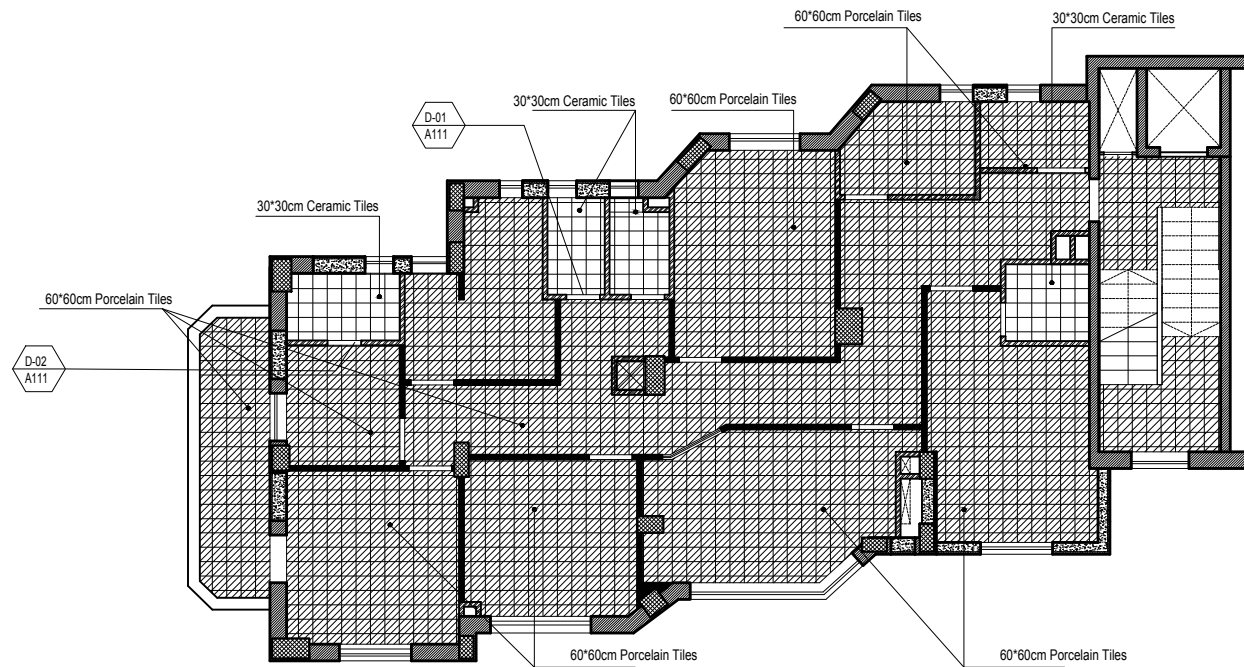 60*60cm Porcelain Tiles
30*30cm Ceramic Tiles
30*30cm Ceramic Tiles
60*60cm Porcelain Tiles
D-01
A111
30*30cm Ceramic Tiles
60*60cm Porcelain Tiles
D-02
A111
60*60cm Porcelain Tiles
60*60cm Porcelain Tiles